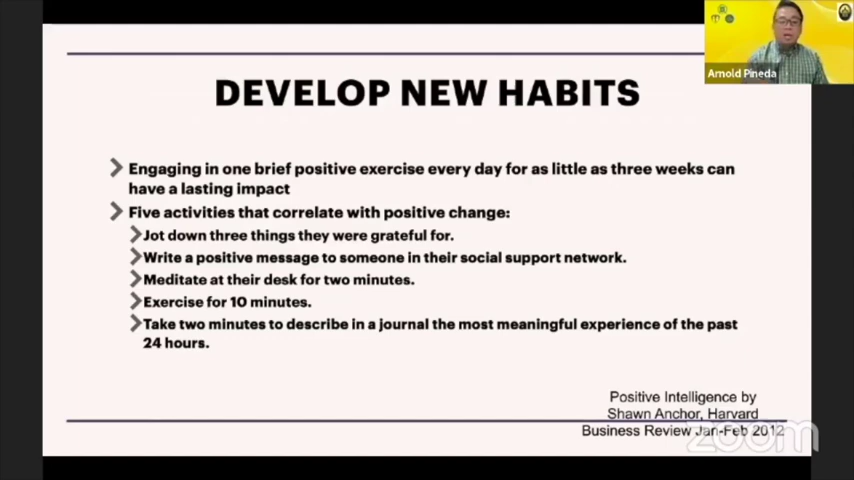 Arnold Pineda
DEVELOP NEW HABITS
Engaging in one brief positive exercise every day for as little as three weeks can
have a lasting impact
Five activities that correlate with positive change:
Jot down three things they were grateful for.
Write a positive message to someone in their social support network.
Meditate at their desk for two minutes.
Exercise for 10 minutes.
Take two minutes to describe in a journal the most meaningful experience of the past
24 hours.
Positive Intelligence by
Shawn Anchor, Harvard
Business Review Jan-Feb 2012
zoom